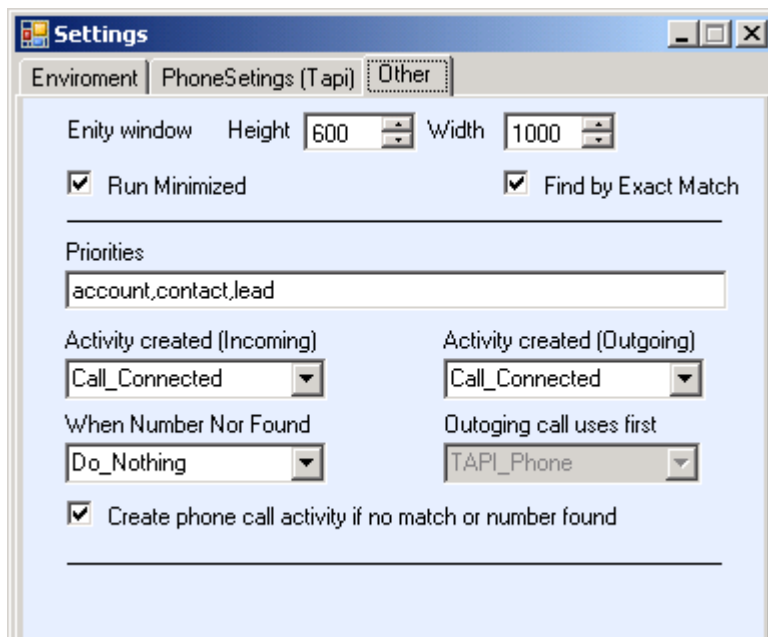 Settings
Enviroment PhoneSetings (Tapi) Other
Enity window Height 600 Width 1000
Run Minimized Find by Exact Match
Priorities
account,contact,lead
Activity created (Incoming) Activity created (Outgoing)
Call_Connected Call_Connected
When Number Nor Found Outoging call uses first
Do_Nothing TAPI_Phone
Create phone call activity if no match or number found